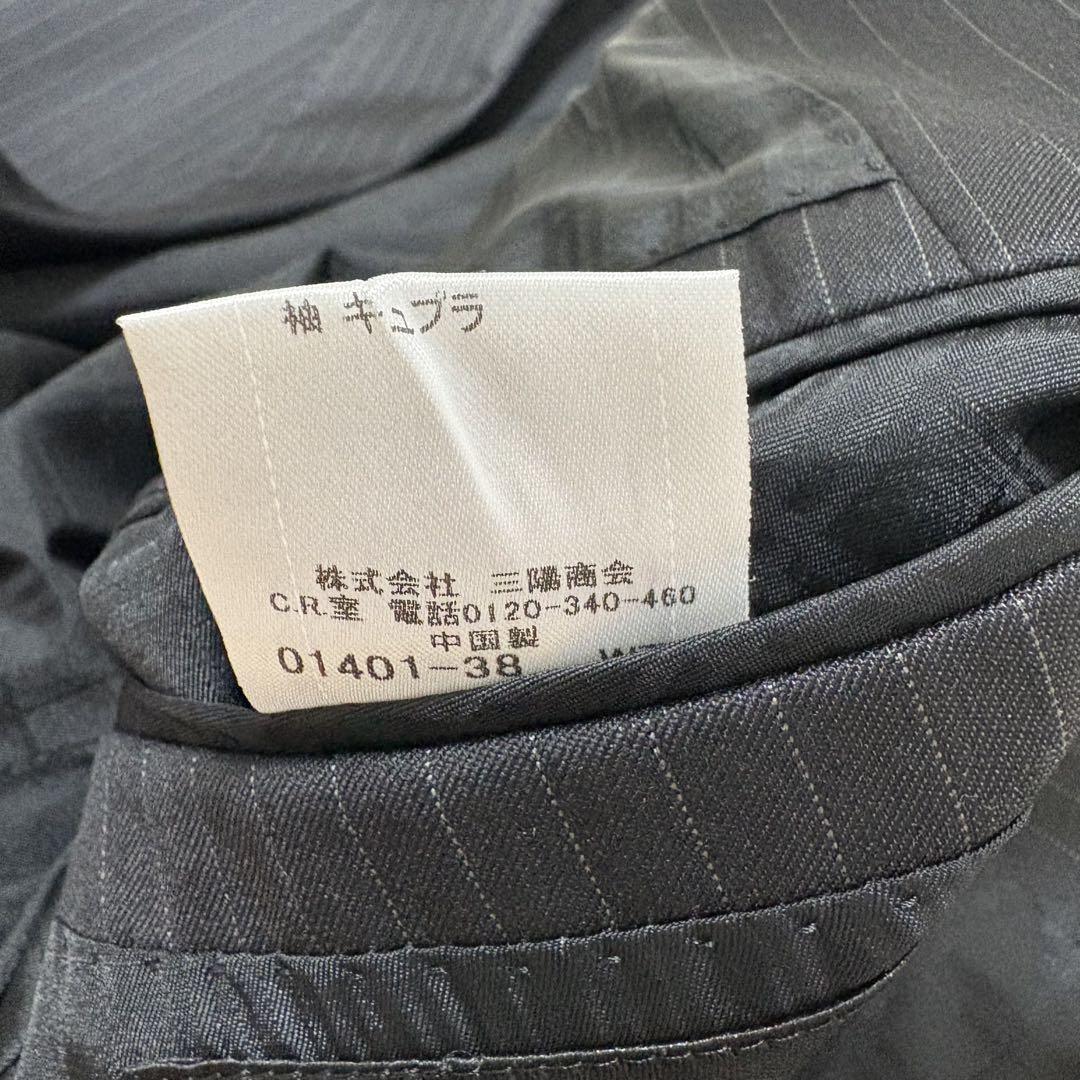 袖 キュプラ
株式会社 三陽商会
C.R.室 電話0120-340-460
中国製
01401-38